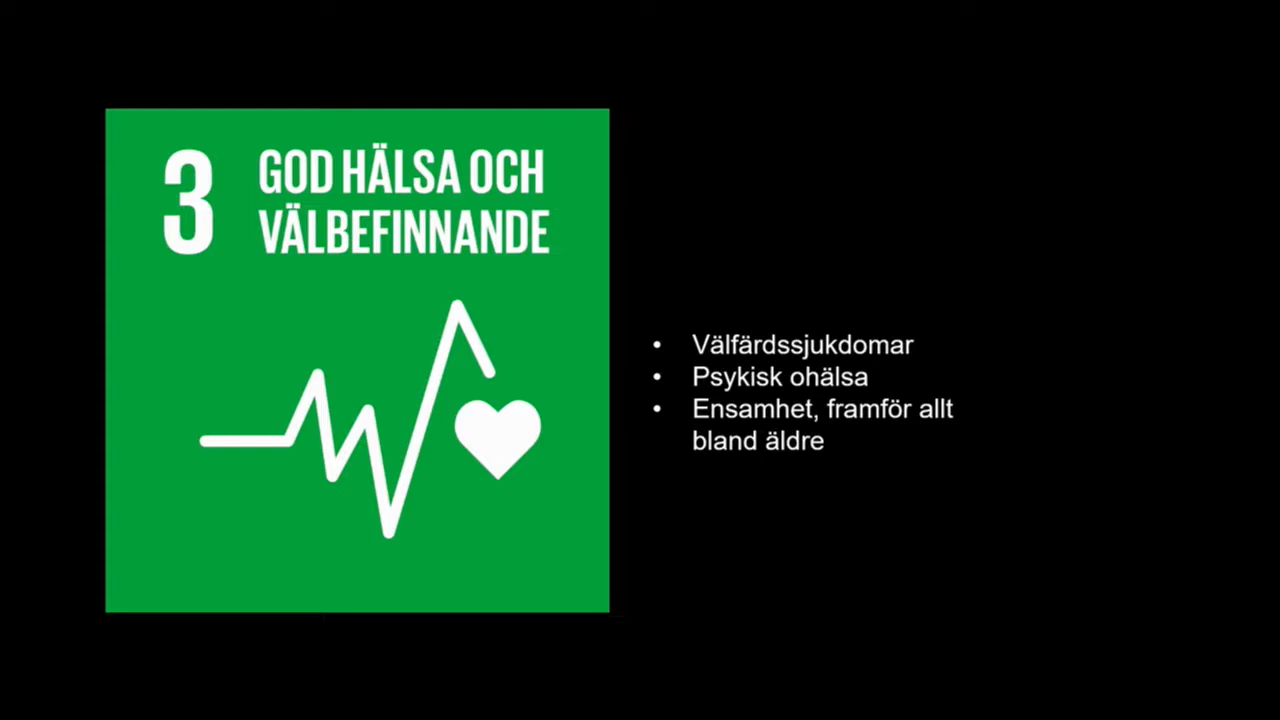 3
GOD HÄLSA OCH
VÄLBEFINNANDE
• Välfärdssjukdomar
• Psykisk ohälsa
• Ensamhet, framför allt
bland äldre